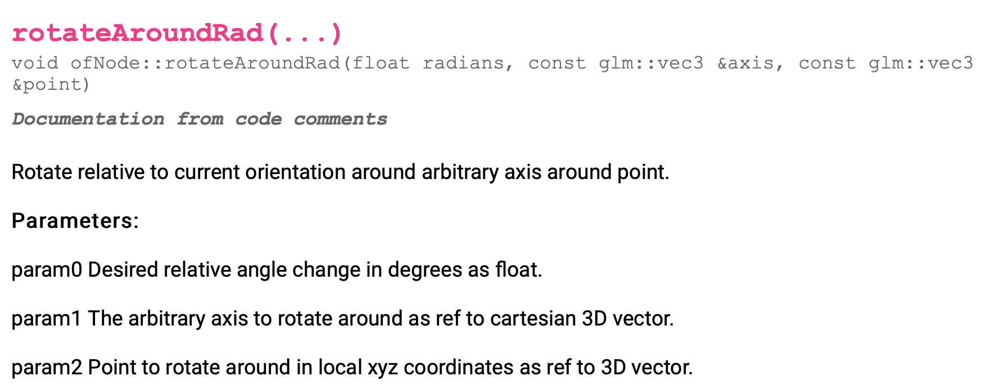 rotateAroundRad(...)
void ofNode::rotateAroundRad(float radians, const glm::vec3 &axis, const glm::vec3
&point)
Documentation from code comments
Rotate relative to current orientation around arbitrary axis around point.
Parameters:
param0 Desired relative angle change in degrees as float.
param1 The arbitrary axis to rotate around as ref to cartesian 3D vector.
param2 Point to rotate around in local xyz coordinates as ref to 3D vector.